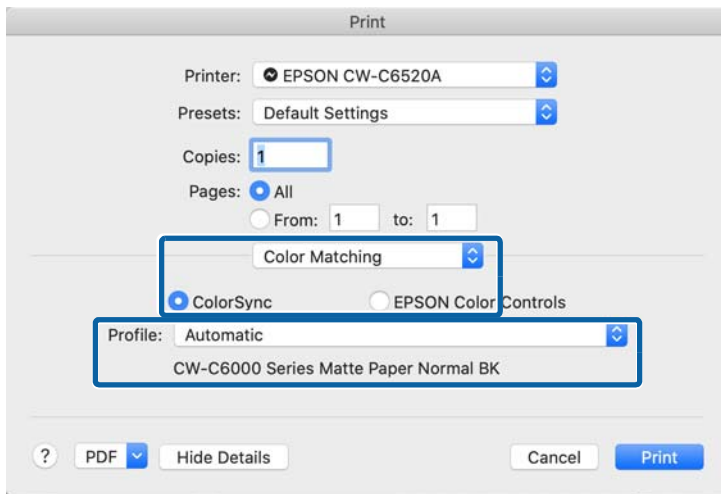 Print
Printer: EPSON CW-C6520A
Presets: Default Settings
Copies: 1
Pages: All
From: 1 to: 1
Color Matching
ColorSync EPSON Color Controls
Profile: Automatic
CW-C6000 Series Matte Paper Normal BK
? PDF Hide Details Cancel Print